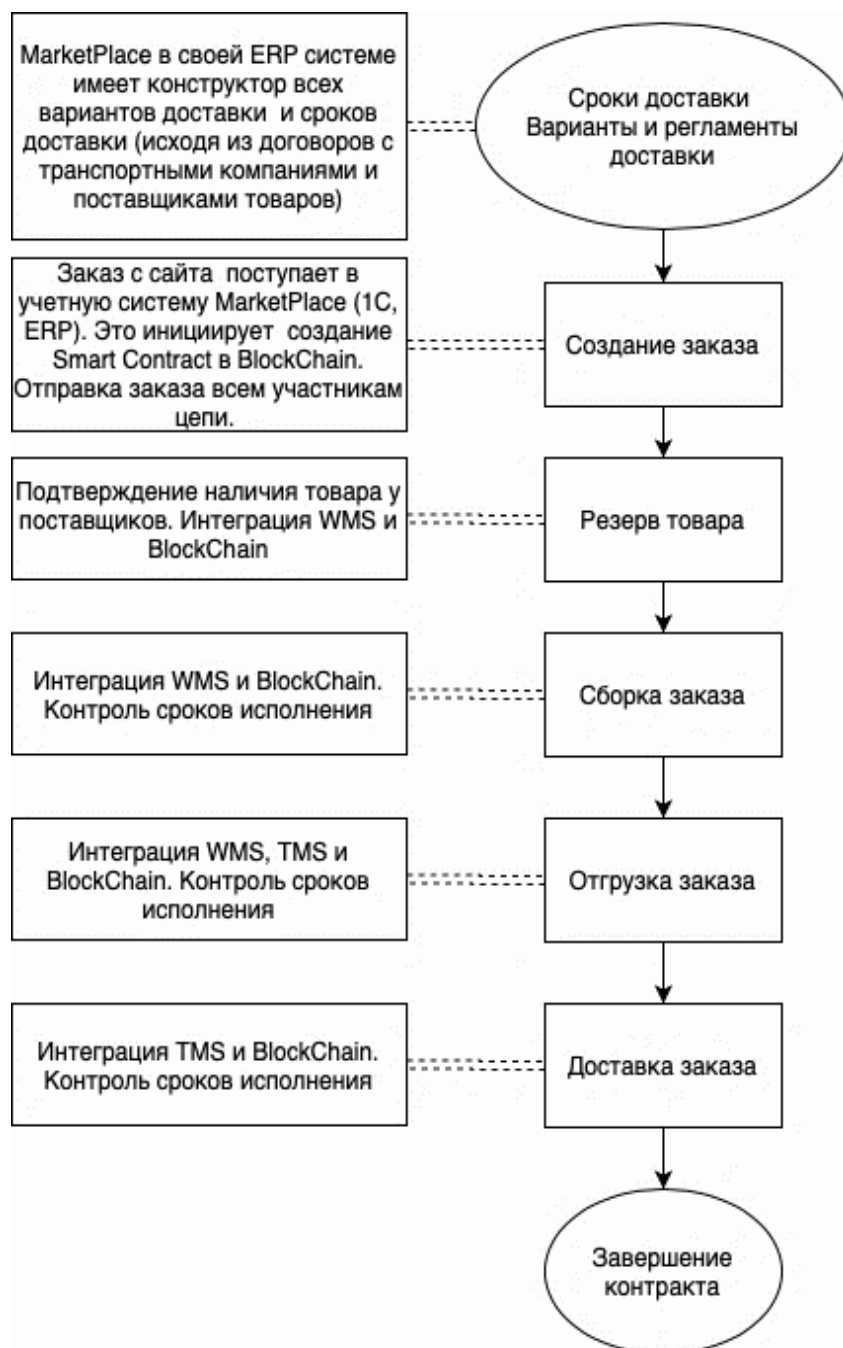 MarketPlace в своей ERP системе
имеет конструктор всех
вариантов доставки и сроков
доставки (исходя из договоров с
транспортными компаниями и
поставщиками товаров)
Сроки доставки
Варианты и регламенты
доставки
Заказ с сайта поступает в
учетную систему MarketPlace (1С,
ERP). Это инициирует создание
Smart Contract в BlockChain.
Отправка заказа всем участникам
цепи.
Создание заказа
Подтверждение наличия товара у
поставщиков. Интеграция WMS и
BlockChain
Резерв товара
Интеграция WMS и BlockChain.
Контроль сроков исполнения
Сборка заказа
Интеграция WMS, TMS и
BlockChain. Контроль сроков
исполнения
Отгрузка заказа
Интеграция TMS и BlockChain.
Контроль сроков исполнения
Доставка заказа
Завершение
контракта